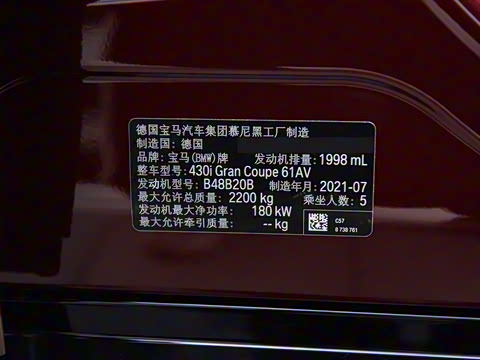 德国宝马汽车集团慕尼黑工厂制造
制造国：德国
品牌：宝马(BMW)牌 发动机排量：1998 mL
整车型号：430i Gran Coupe 61AV
发动机型号：B48B20B 制造年月：2021-07
最大允许总质量：2200 kg 乘坐人数：5
发动机最大净功率：180 kW
最大允许牵引质量：-- kg
C57
8 738 761